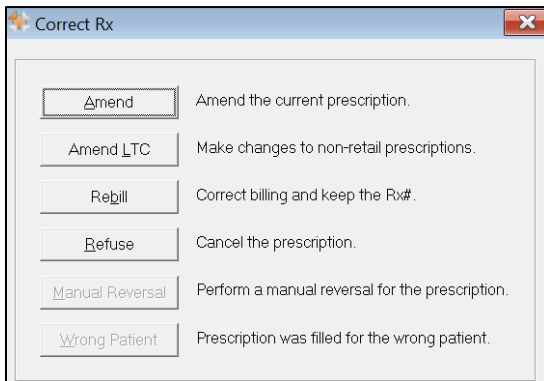 Correct Rx
Amend Amend the current prescription.
Amend LTC Make changes to non-retail prescriptions.
Rebill Correct billing and keep the Rx#.
Refuse Cancel the prescription.
Manual Reversal Perform a manual reversal for the prescription.
Wrong Patient Prescription was filled for the wrong patient.